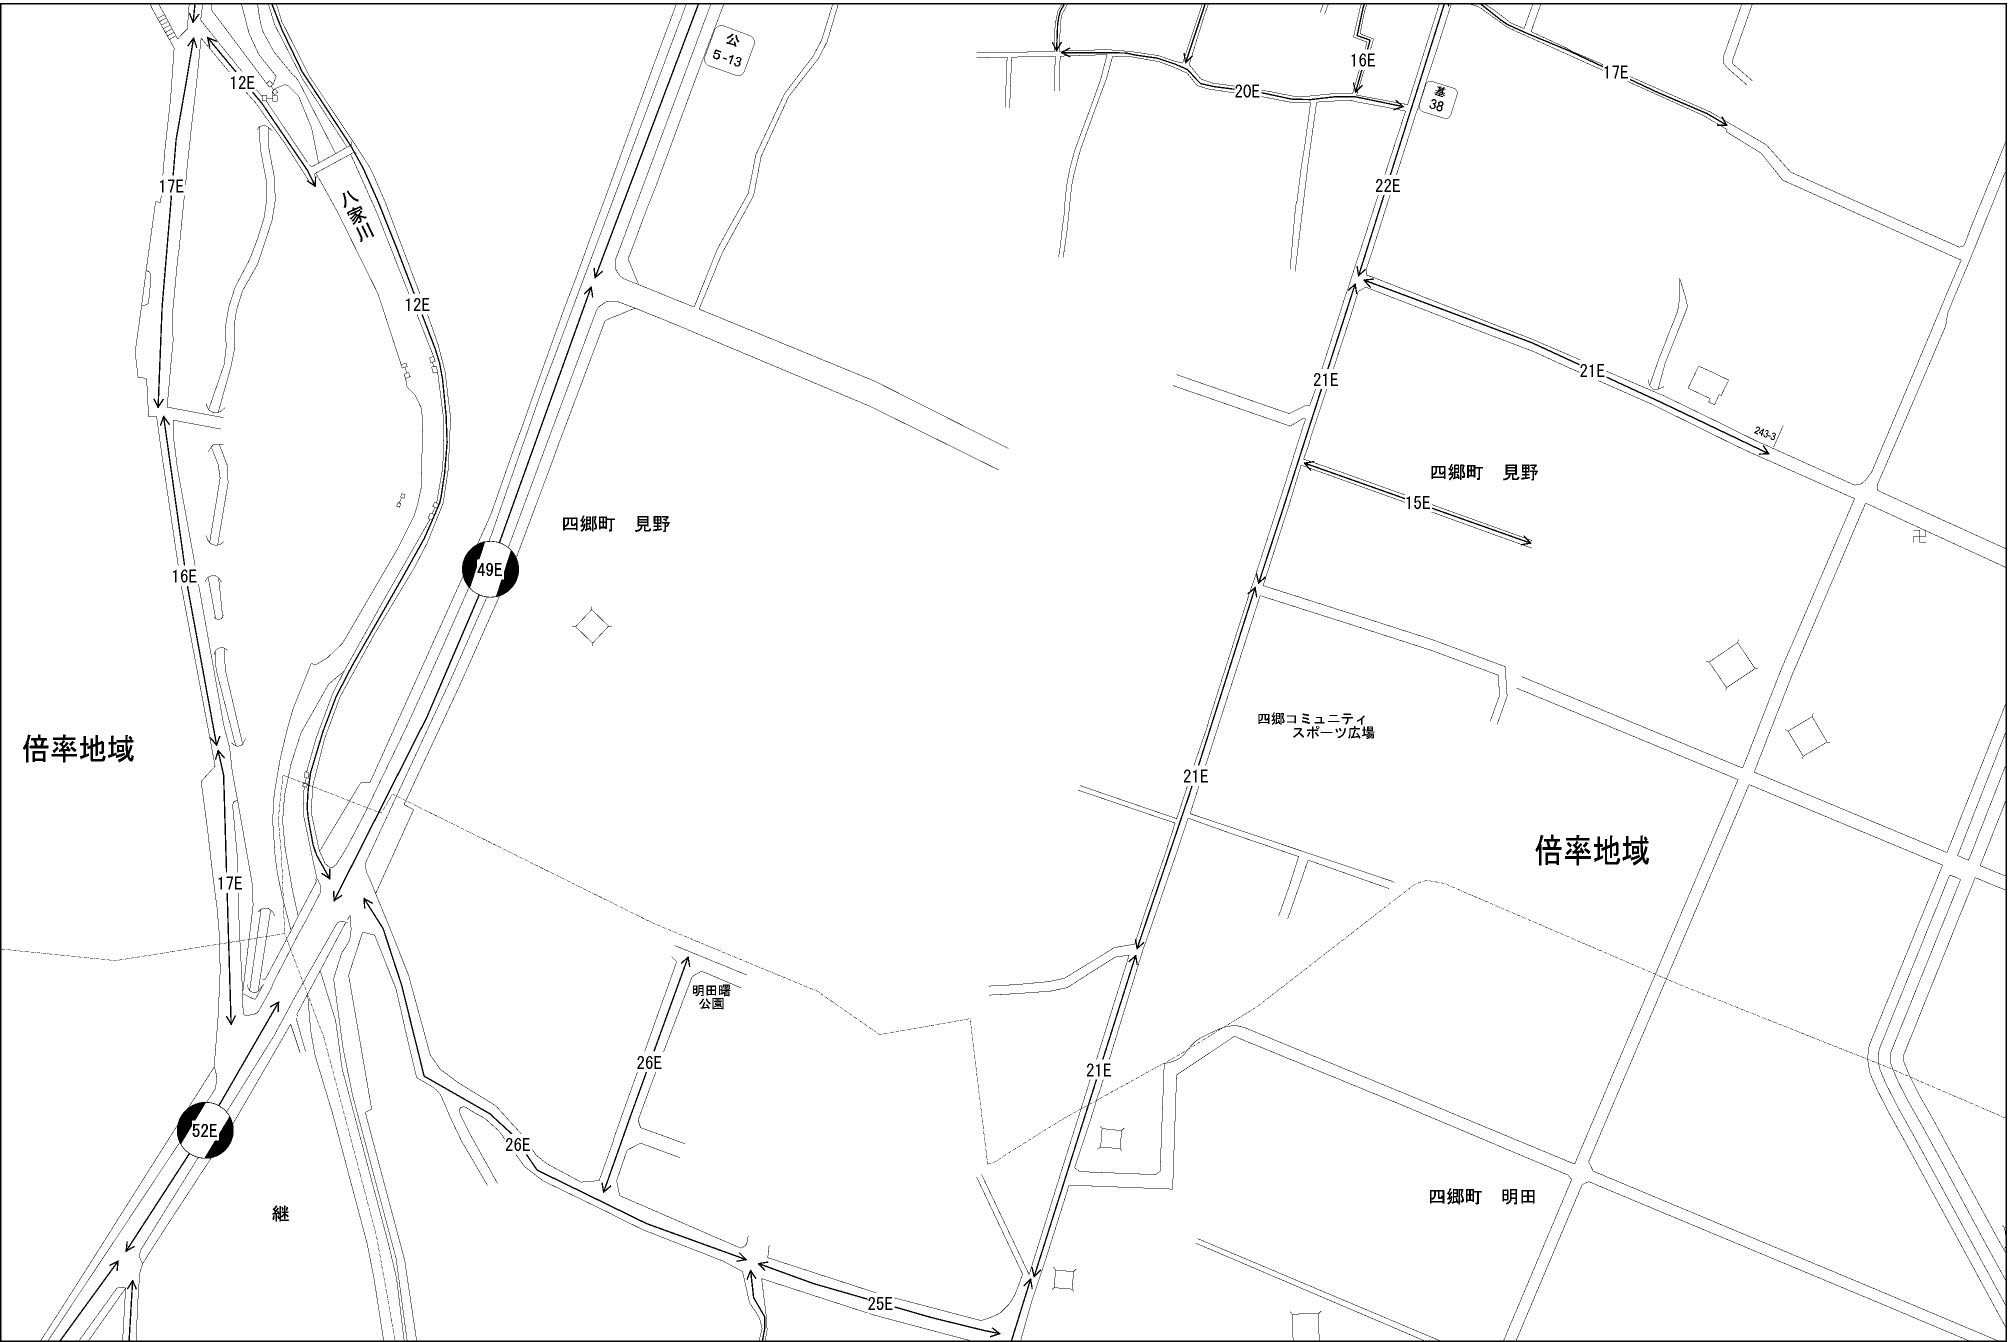 公
5-13
12E
16E
17E
20E
基
38
17E
22E
八家川
12E
21E
21E
243-3
四郷町　見野
15E
四郷町　見野
49E
16E
四郷コミュニティ
スポーツ広場
倍率地域
21E
倍率地域
17E
明田曙
公園
26E
21E
52E
26E
四郷町　明田
継
25E